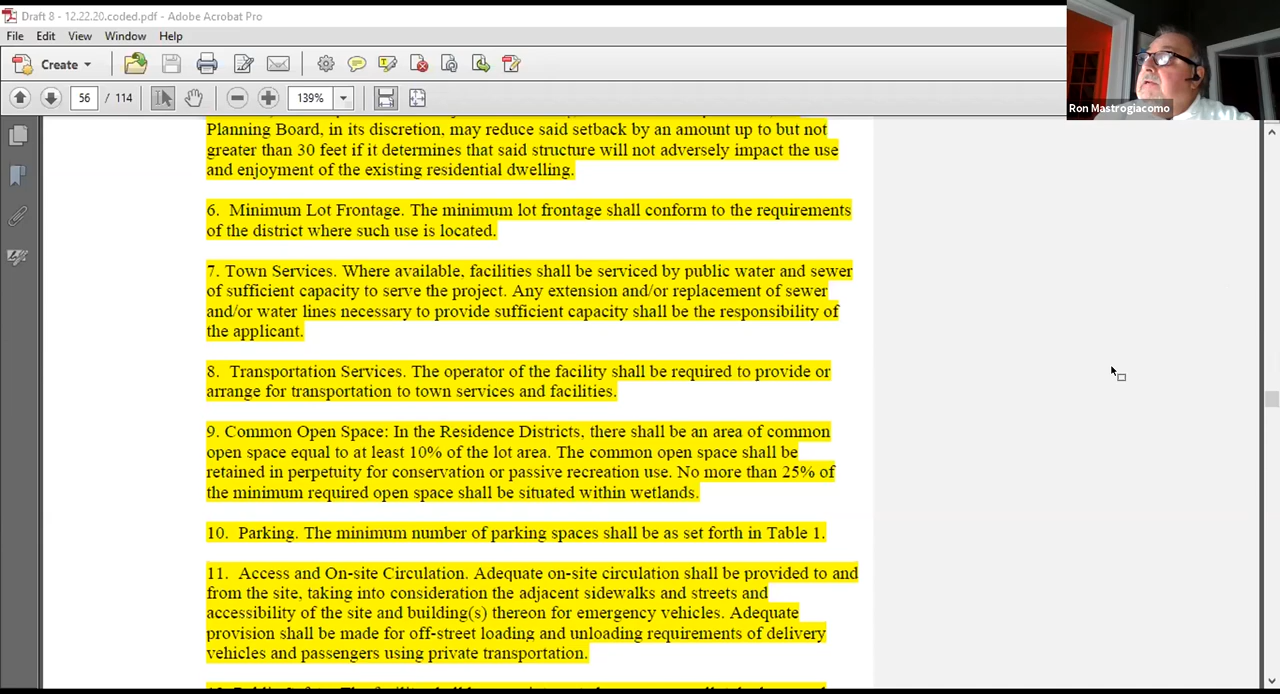 Draft 8 - 12.22.20.coded.pdf - Adobe Acrobat Pro
File Edit View Window Help
Create
56 / 114 139%
Ron Mastrogiacomo
Planning Board, in its discretion, may reduce said setback by an amount up to but not
greater than 30 feet if it determines that said structure will not adversely impact the use
and enjoyment of the existing residential dwelling.
6. Minimum Lot Frontage. The minimum lot frontage shall conform to the requirements
of the district where such use is located.
7. Town Services. Where available, facilities shall be serviced by public water and sewer
of sufficient capacity to serve the project. Any extension and/or replacement of sewer
and/or water lines necessary to provide sufficient capacity shall be the responsibility of
the applicant.
8. Transportation Services. The operator of the facility shall be required to provide or
arrange for transportation to town services and facilities.
9. Common Open Space: In the Residence Districts, there shall be an area of common
open space equal to at least 10% of the lot area. The common open space shall be
retained in perpetuity for conservation or passive recreation use. No more than 25% of
the minimum required open space shall be situated within wetlands.
10. Parking. The minimum number of parking spaces shall be as set forth in Table 1.
11. Access and On-site Circulation. Adequate on-site circulation shall be provided to and
from the site, taking into consideration the adjacent sidewalks and streets and
accessibility of the site and building(s) thereon for emergency vehicles. Adequate
provision shall be made for off-street loading and unloading requirements of delivery
vehicles and passengers using private transportation.